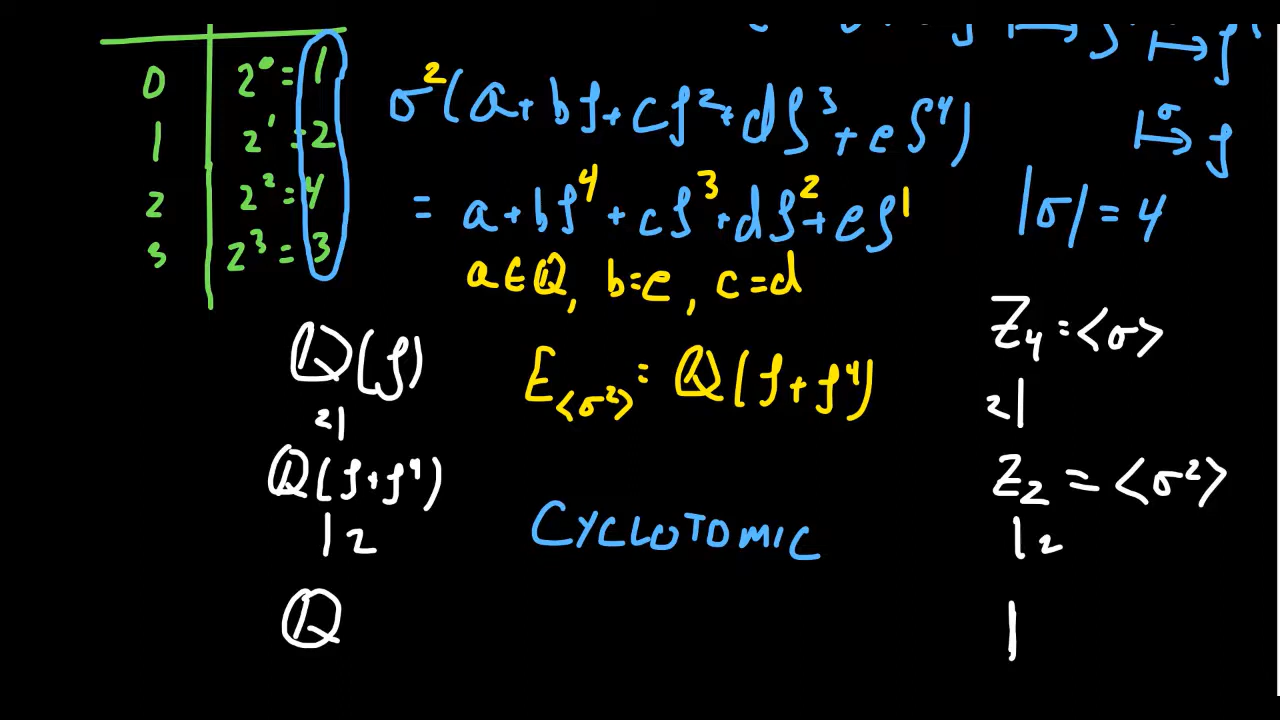 0 2⁰ = 1
1 2¹ = 2
2 2² = 4
3 2³ = 3
σ²(a + bζ + cζ² + dζ³ + eζ⁴)
= a + bζ⁴ + cζ³ + dζ² + eζ¹
a ∈ ℚ, b = e, c = d
↦σ ζ
|σ| = 4
ℚ(ζ)
2|
ℚ(ζ + ζ⁴)
|2
ℚ
E<σ²> = ℚ(ζ + ζ⁴)
CYCLOTOMIC
Z₄ = <σ>
2|
Z₂ = <σ²>
|2
1